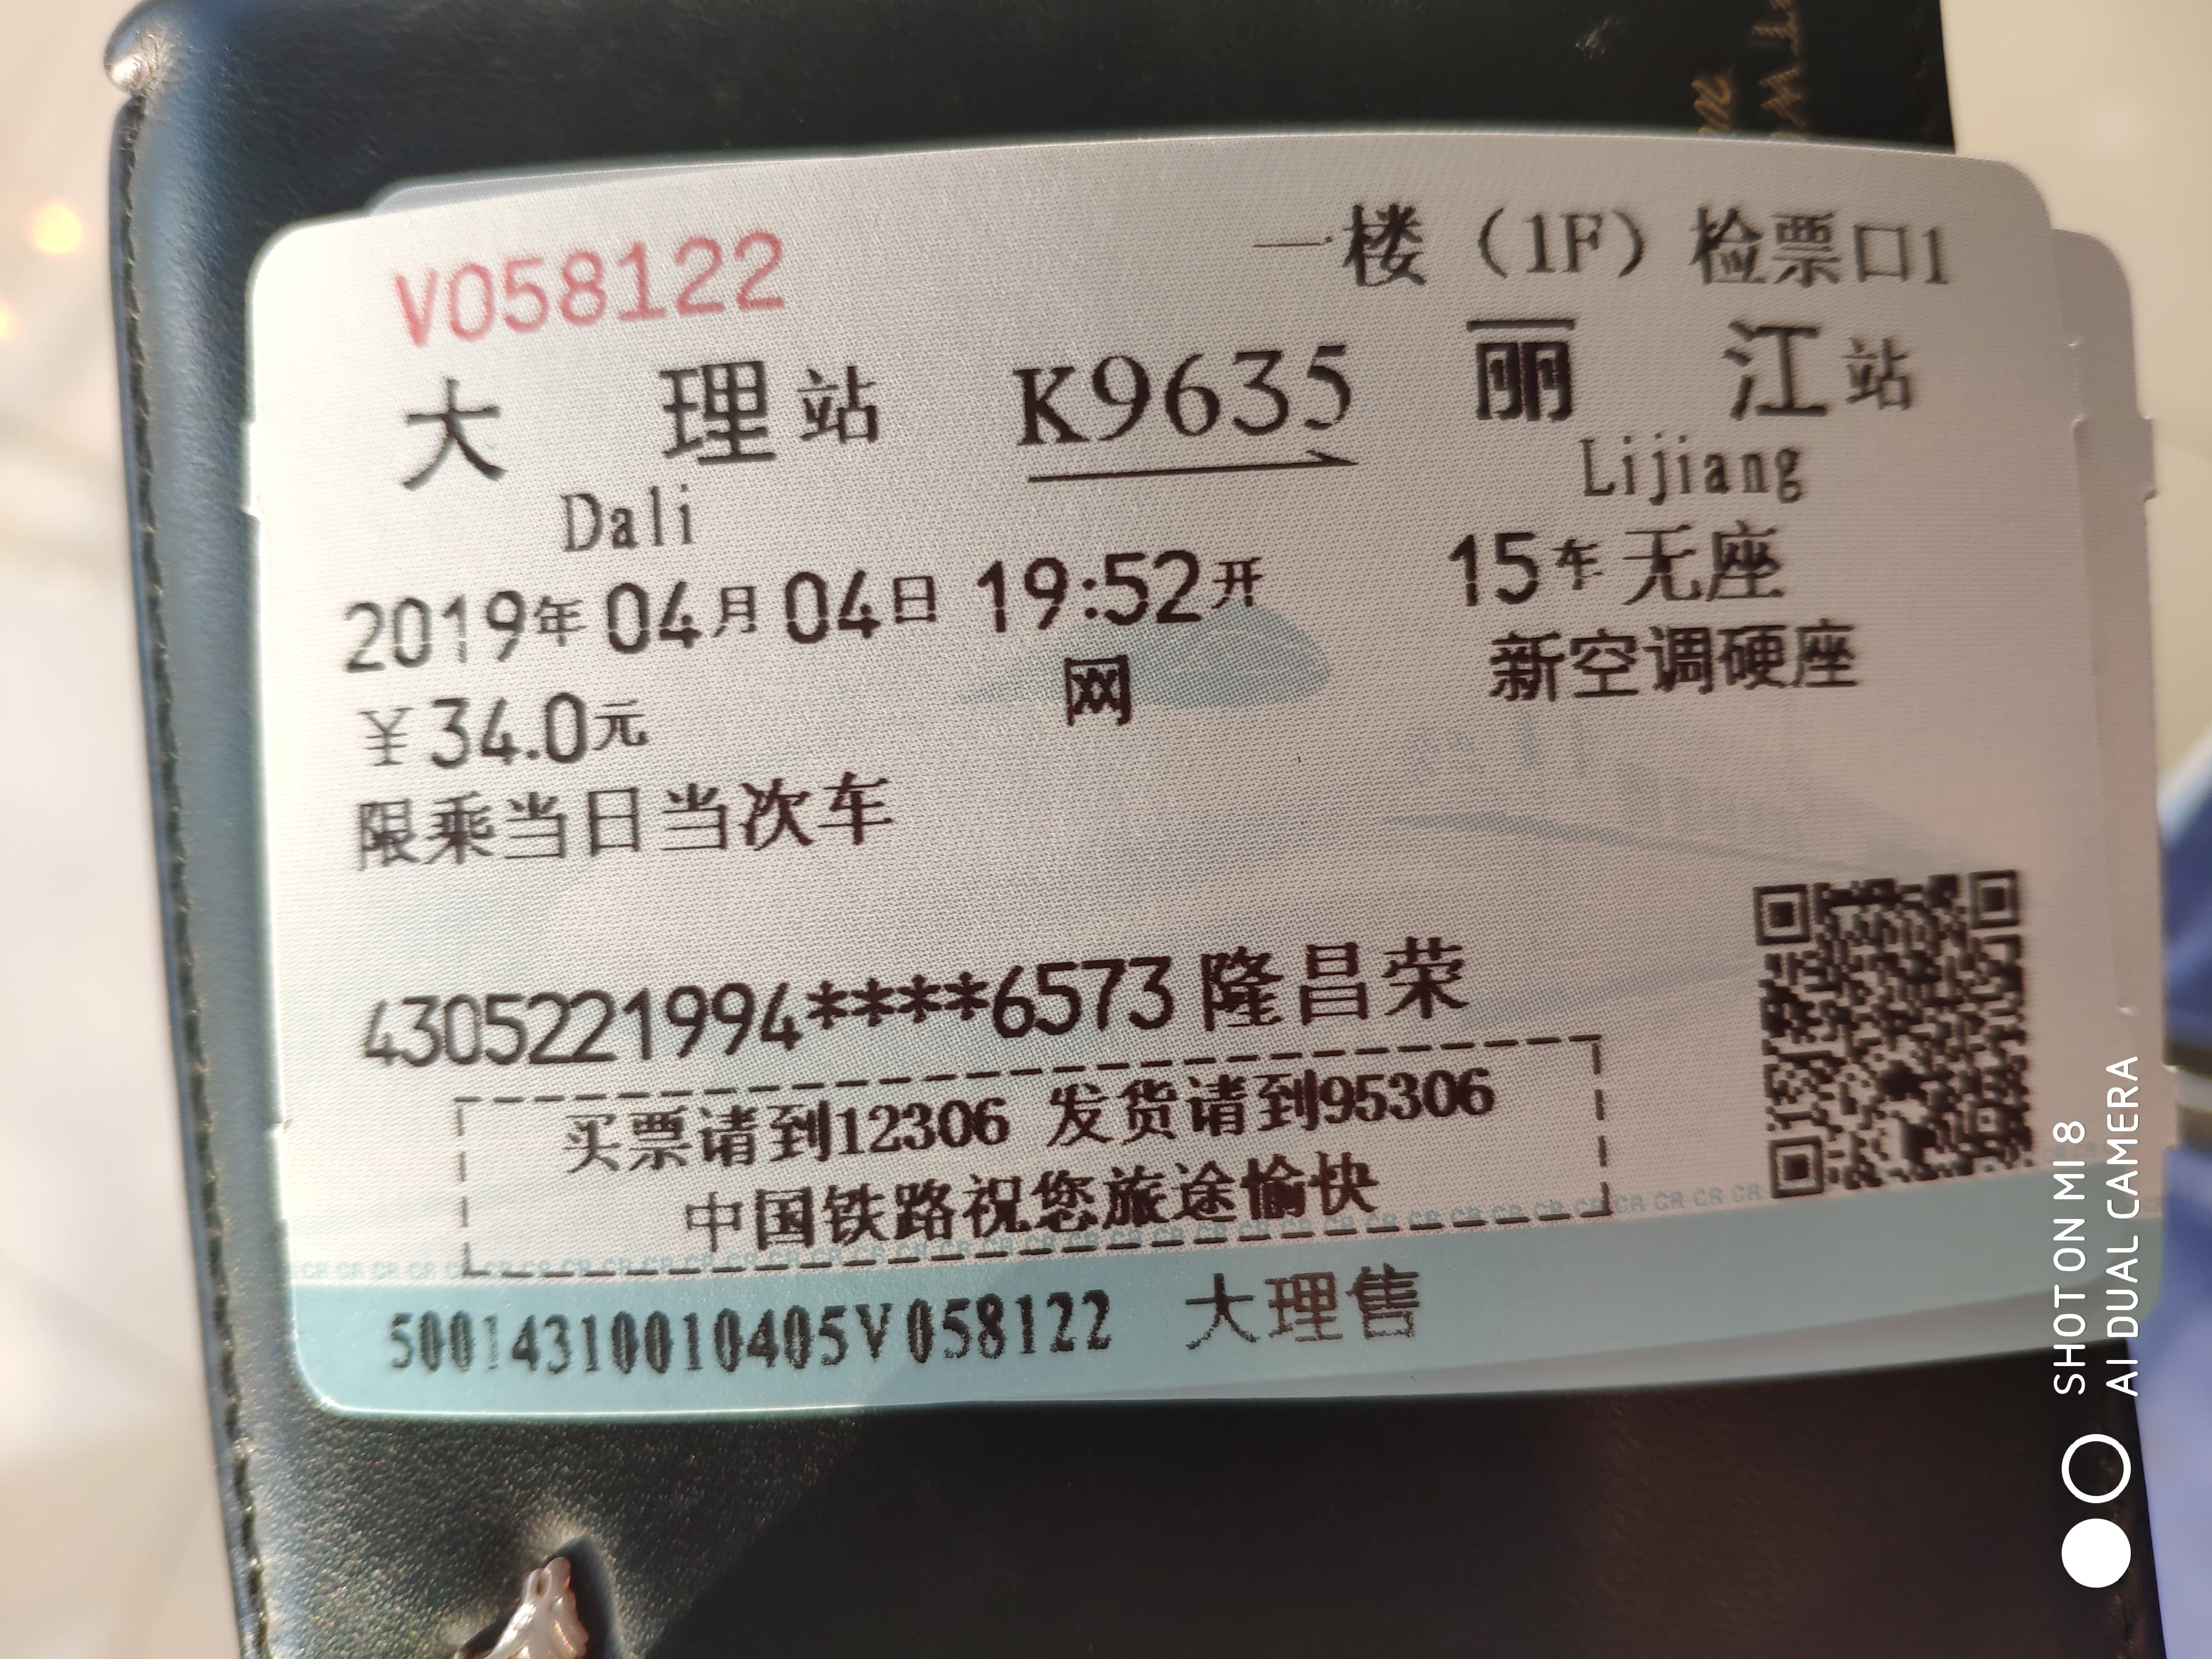 V058122
一楼（1F）检票口1
大理站 K9635 丽江站
Dali Lijiang
2019年04月04日 19:52开 15车无座
￥34.0元 网 新空调硬座
限乘当日当次车
4305221994****6573 隆昌荣
买票请到12306 发货请到95306
中国铁路祝您旅途愉快
50014310010405V058122 大理售
SHOT ON MI 8
AI DUAL CAMERA